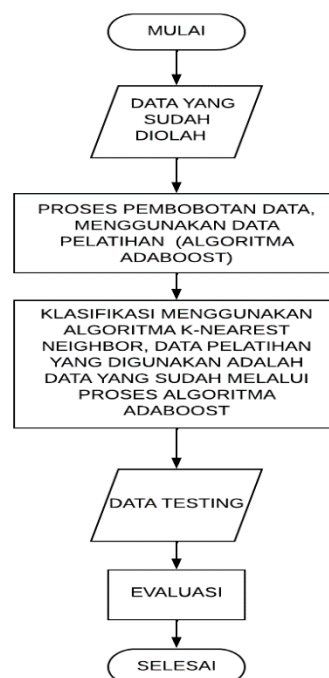 MULAI
DATA YANG
SUDAH
DIOLAH
PROSES PEMBOBOTAN DATA,
MENGGUNAKAN DATA
PELATIHAN (ALGORITMA
ADABOOST)
KLASIFIKASI MENGGUNAKAN
ALGORITMA K-NEAREST
NEIGHBOR, DATA PELATIHAN
YANG DIGUNAKAN ADALAH
DATA YANG SUDAH MELALUI
PROSES ALGORITMA
ADABOOST
DATA TESTING
EVALUASI
SELESAI